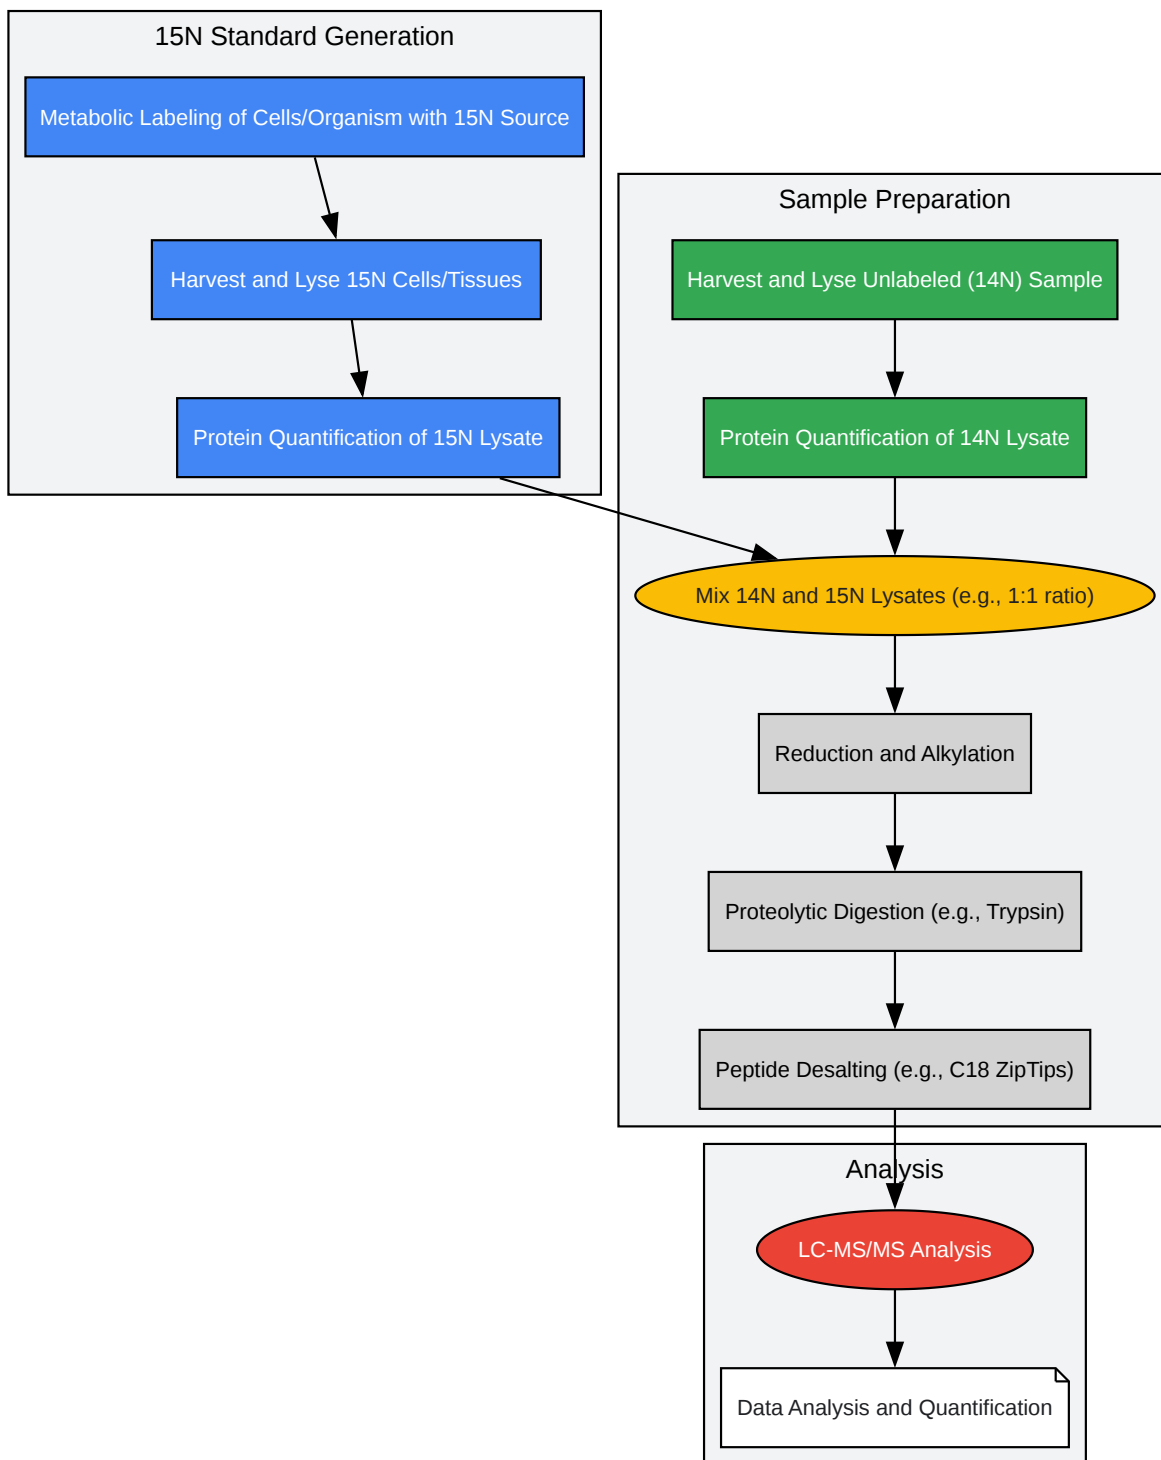 15N Standard Generation
Metabolic Labeling of Cells/Organism with 15N Source
Harvest and Lyse 15N Cells/Tissues
Protein Quantification of 15N Lysate
Sample Preparation
Harvest and Lyse Unlabeled (14N) Sample
Protein Quantification of 14N Lysate
Mix 14N and 15N Lysates (e.g., 1:1 ratio)
Reduction and Alkylation
Proteolytic Digestion (e.g., Trypsin)
Peptide Desalting (e.g., C18 ZipTips)
Analysis
LC-MS/MS Analysis
Data Analysis and Quantification